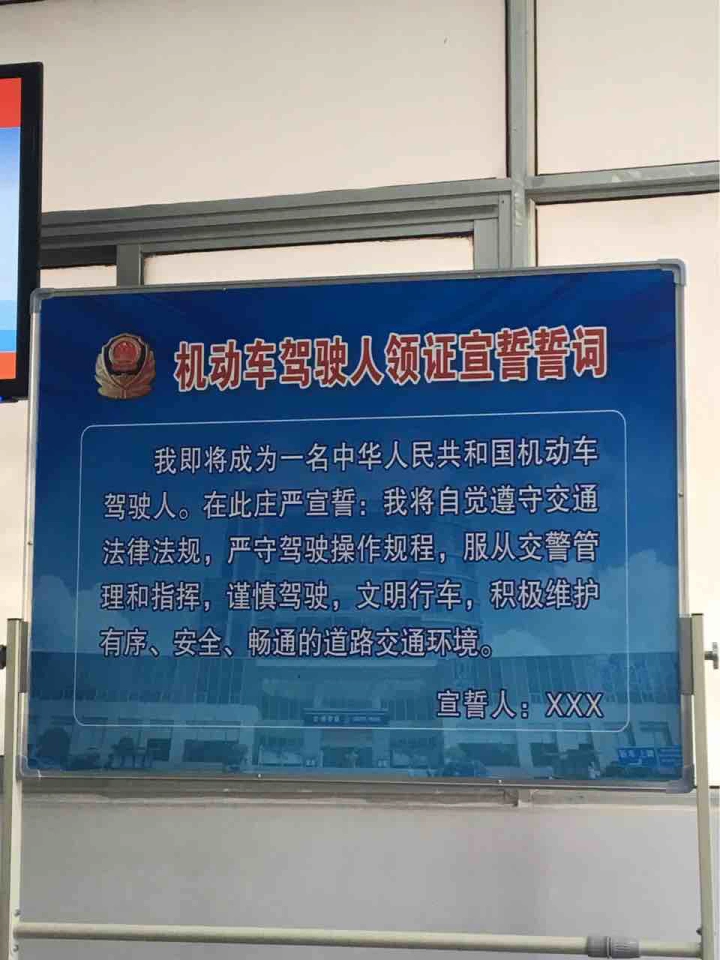 机动车驾驶人领证宣誓誓词
我即将成为一名中华人民共和国机动车
驾驶人。在此庄严宣誓：我将自觉遵守交通
法律法规，严守驾驶操作规程，服从交警管
理和指挥，谨慎驾驶，文明行车，积极维护
有序、安全、畅通的道路交通环境。
宣誓人：XXX